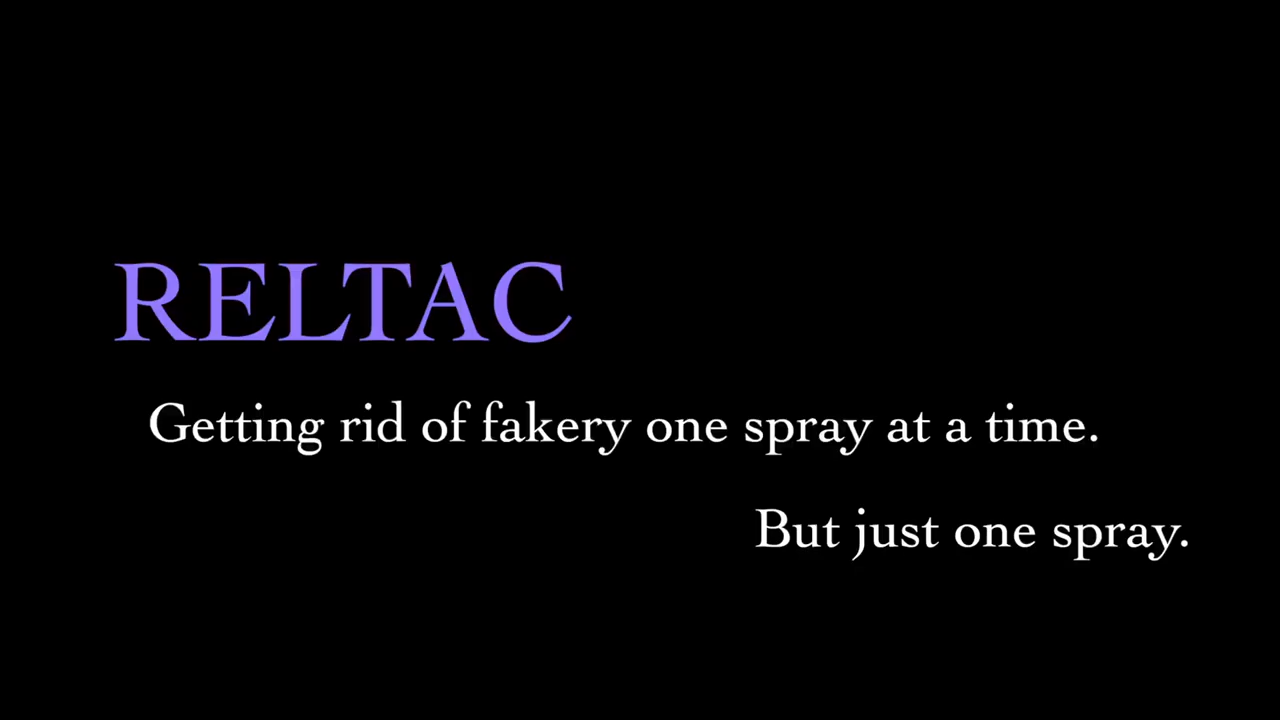 RELTAC
Getting rid of fakery one spray at a time.
But just one spray.